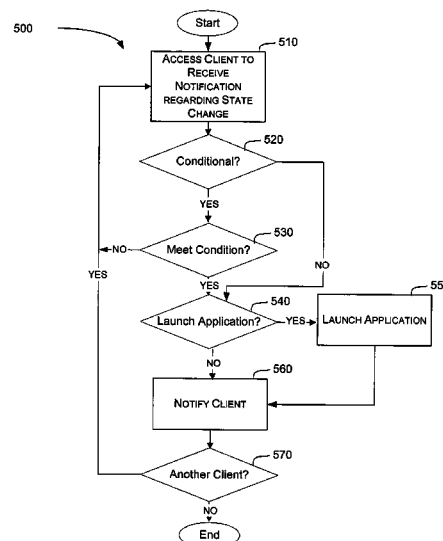 500
Start
510
ACCESS CLIENT TO
RECEIVE
NOTIFICATION
REGARDING STATE
CHANGE
520
Conditional?
YES
530
NO
Meet Condition?
YES
YES
NO
540
55
Launch Application?
YES
LAUNCH APPLICATION
NO
560
NOTIFY CLIENT
570
Another Client?
NO
End